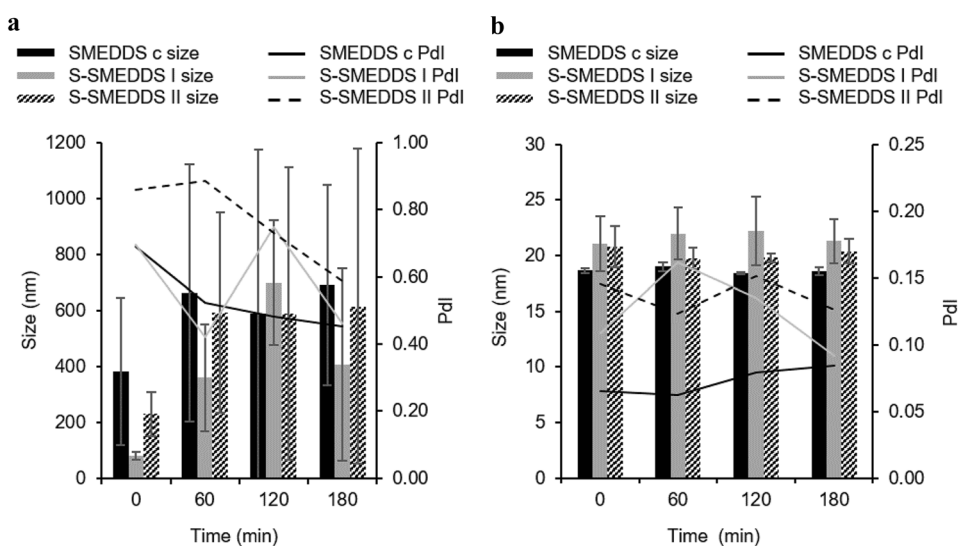 a
SMEDDS c size
SMEDDS c PdI
S-SMEDDS I size
S-SMEDDS I PdI
S-SMEDDS II size
S-SMEDDS II PdI
1200
1000
800
600
400
200
0
Size (nm)
1.00
0.80
0.60
0.40
0.20
0.00
PdI
0 60 120 180
Time (min)
b
SMEDDS c size
SMEDDS c PdI
S-SMEDDS I size
S-SMEDDS I PdI
S-SMEDDS II size
S-SMEDDS II PdI
30
25
20
15
10
5
0
Size (nm)
0.25
0.20
0.15
0.10
0.05
0.00
PdI
0 60 120 180
Time (min)